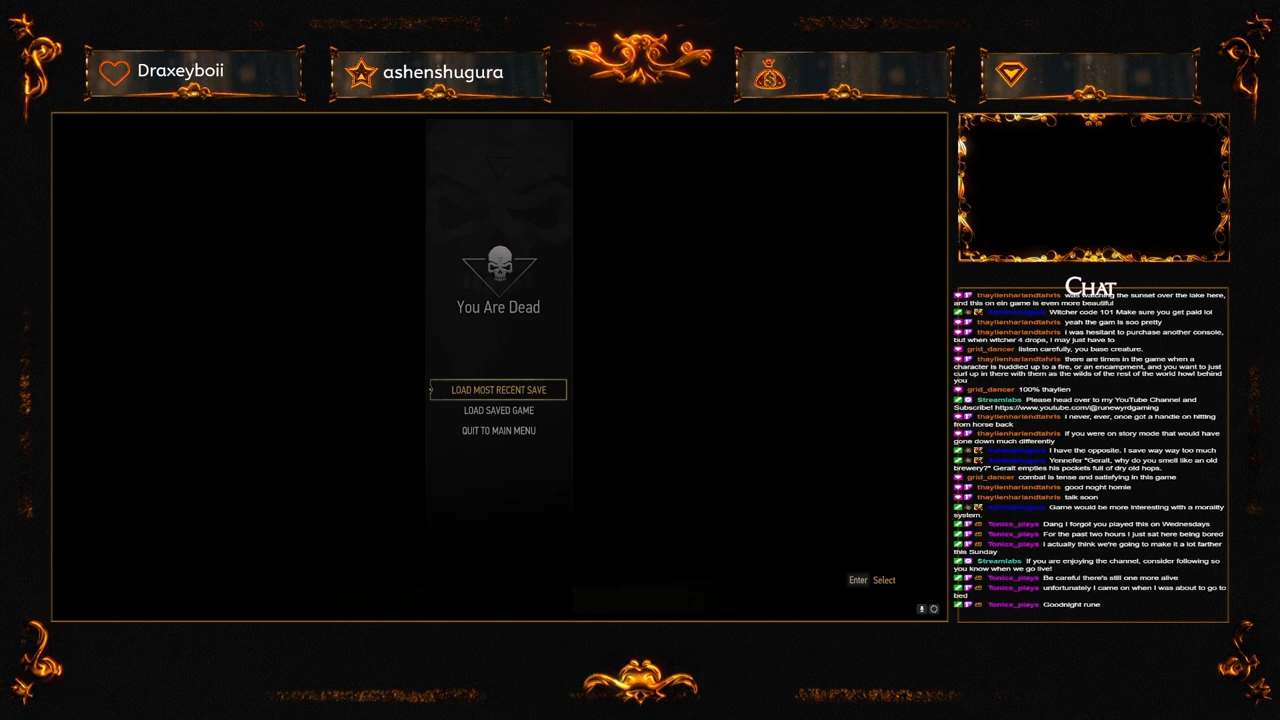 Draxeyboii
ashenshugura
You Are Dead
LOAD MOST RECENT SAVE
LOAD SAVED GAME
QUIT TO MAIN MENU
Enter Select
CHAT
thaylienharlandtahris was watching the sunset over the lake here,
and this on ein game is even more beautiful
Ashenshugura Witcher code 101 Make sure you get paid lol
thaylienharlandtahris yeah the gam is soo pretty
thaylienharlandtahris i was hesitant to purchase another console,
but when witcher 4 drops, I may just have to
grid_dancer listen carefully, you base creature.
thaylienharlandtahris there are times in the game when a
character is huddled up to a fire, or an encampment, and you want to just
curl up in there with them as the wilds of the rest of the world howl behind
you
grid_dancer 100% thaylien
Streamlabs Please head over to my YouTube Channel and
Subscribe! https://www.youtube.com/@runewyrdgaming
thaylienharlandtahris I never, ever, once got a handle on hitting
from horse back
thaylienharlandtahris if you were on story mode that would have
gone down much differently
Ashenshugura I have the opposite. I save way way too much
Ashenshugura Yennefer "Geralt, why do you smell like an old
brewery?" Geralt empties his pockets full of dry old hops.
grid_dancer combat is tense and satisfying in this game
thaylienharlandtahris good noght homie
thaylienharlandtahris talk soon
Ashenshugura Game would be more interesting with a morality
system.
Tonicx_plays Dang I forgot you played this on Wednesdays
Tonicx_plays For the past two hours I just sat here being bored
Tonicx_plays I actually think we're going to make it a lot farther
this Sunday
Streamlabs If you are enjoying the channel, consider following so
you know when we go live!
Tonicx_plays Be careful there's still one more alive
Tonicx_plays unfortunately I came on when I was about to go to
bed
Tonicx_plays Goodnight rune